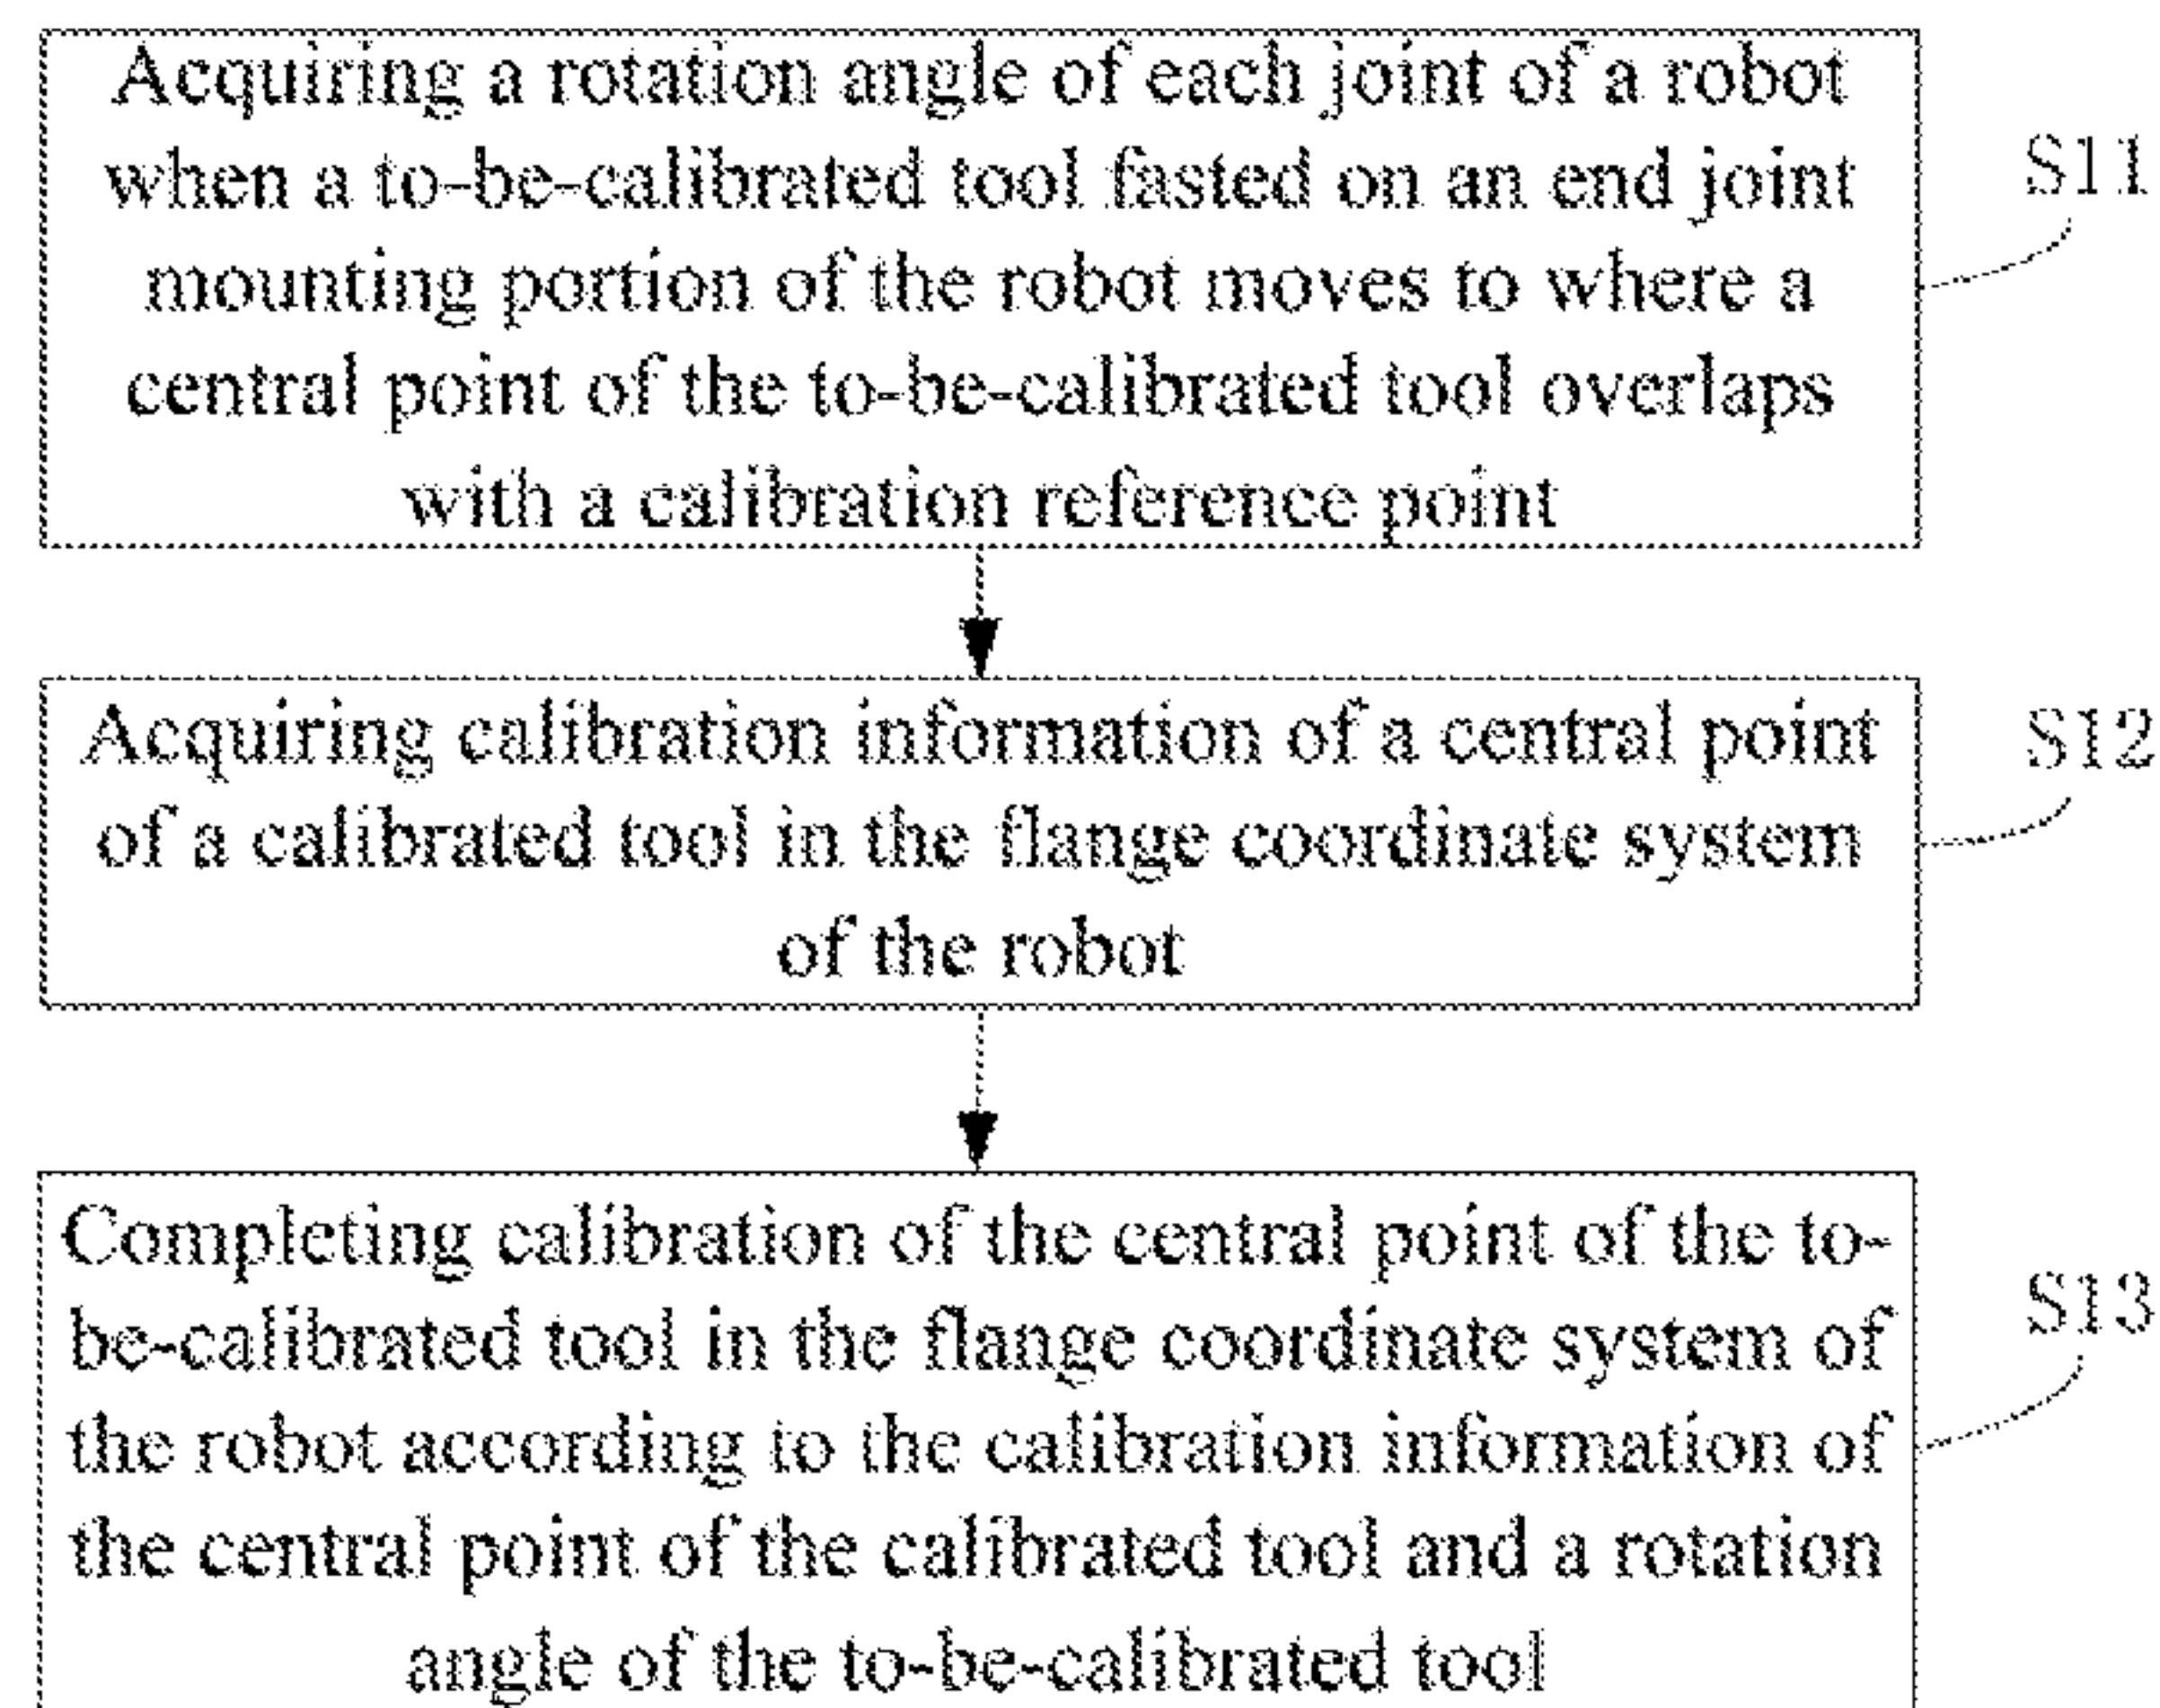 Acquiring a rotation angle of each joint of a robot
when a to-be-calibrated tool fasted on an end joint
mounting portion of the robot moves to where a
central point of the to-be-calibrated tool overlaps
with a calibration reference point
S11
Acquiring calibration information of a central point
of a calibrated tool in the flange coordinate system
of the robot
S12
Completing calibration of the central point of the to-
be-calibrated tool in the flange coordinate system of
the robot according to the calibration information of
the central point of the calibrated tool and a rotation
angle of the to-be-calibrated tool
S13